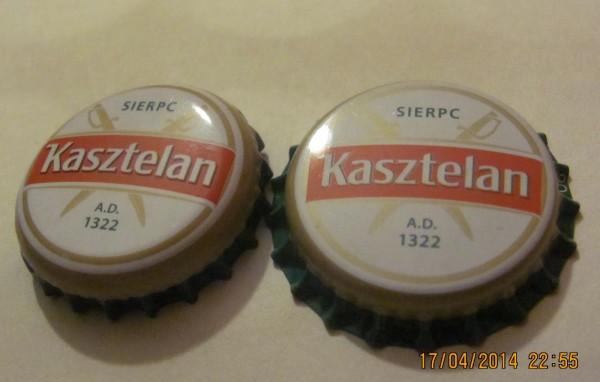 SIERPC
Kasztelan
A.D.
1322
SIERPC
Kasztelan
A.D.
1322
17/04/2014 22:55